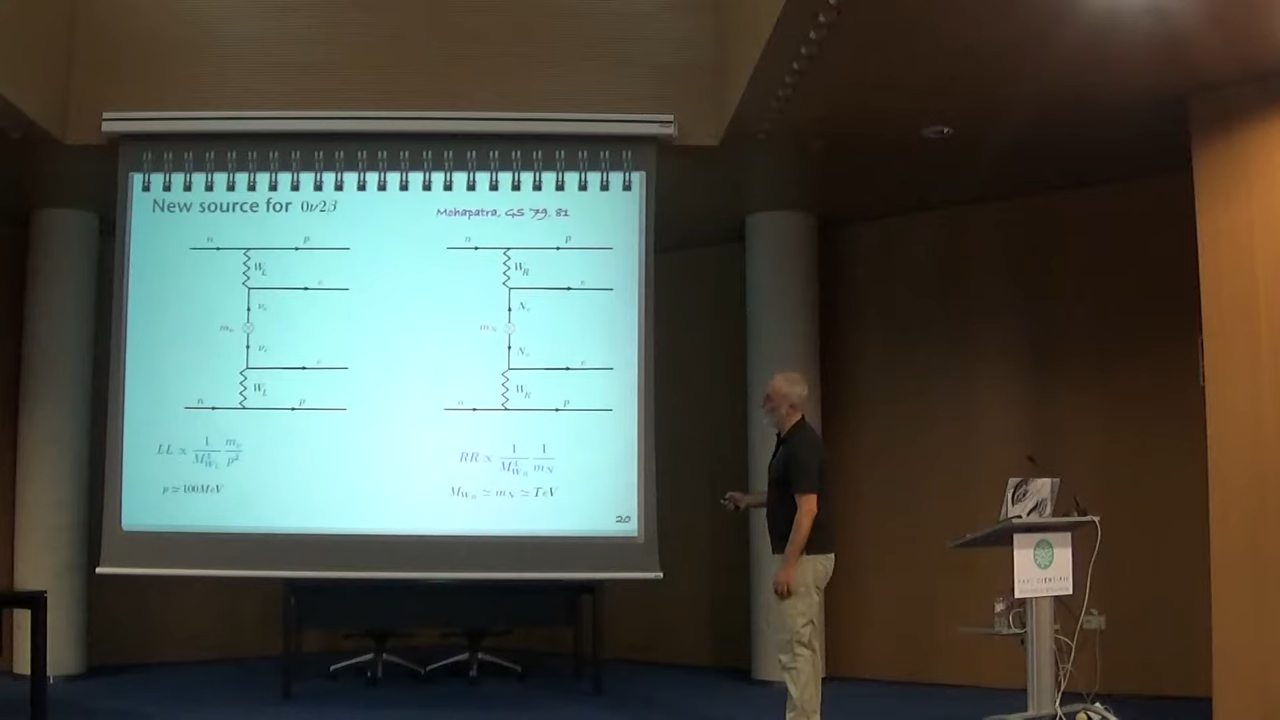 New source for 0ν2β
Mohapatra, GS '79, '81
n p
W_L
e
ν_e
m_ν
ν_e
e
W_L
n p
n p
W_R
e
N_e
m_N
N_e
e
W_R
n p
LL ∝ 1/M_{W_L}^4 m_ν/p^2
p ≃ 100MeV
RR ∝ 1/M_{W_R}^4 1/m_N
M_{W_R} ≃ m_N ≃ TeV
20
PARC CIENTÍFIC